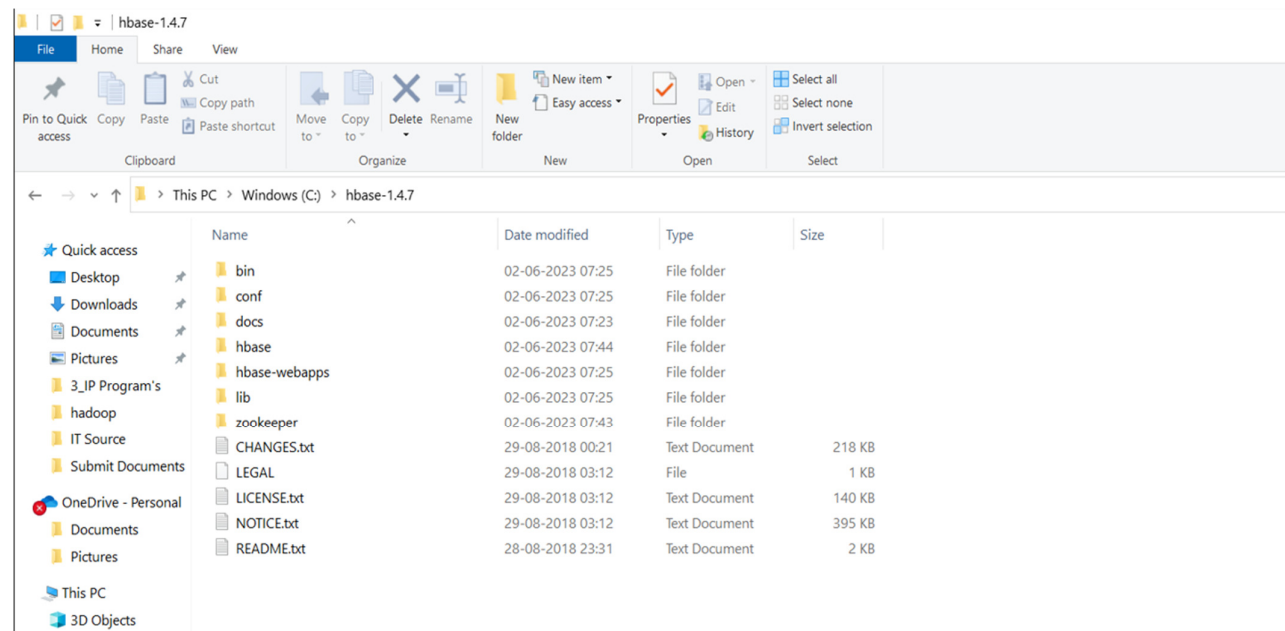 hbase-1.4.7
File Home Share View
Pin to Quick access
Copy
Paste
Cut
Copy path
Paste shortcut
Clipboard
Move to
Copy to
Delete
Rename
Organize
New folder
New item
Easy access
New
Properties
Open
Edit
History
Open
Select all
Select none
Invert selection
Select
This PC > Windows (C:) > hbase-1.4.7
Quick access
Desktop
Downloads
Documents
Pictures
3_IP Program's
hadoop
IT Source
Submit Documents
OneDrive - Personal
Documents
Pictures
This PC
3D Objects
Name Date modified Type Size
bin 02-06-2023 07:25 File folder
conf 02-06-2023 07:25 File folder
docs 02-06-2023 07:23 File folder
hbase 02-06-2023 07:44 File folder
hbase-webapps 02-06-2023 07:25 File folder
lib 02-06-2023 07:25 File folder
zookeeper 02-06-2023 07:43 File folder
CHANGES.txt 29-08-2018 00:21 Text Document 218 KB
LEGAL 29-08-2018 03:12 File 1 KB
LICENSE.txt 29-08-2018 03:12 Text Document 140 KB
NOTICE.txt 29-08-2018 03:12 Text Document 395 KB
README.txt 28-08-2018 23:31 Text Document 2 KB